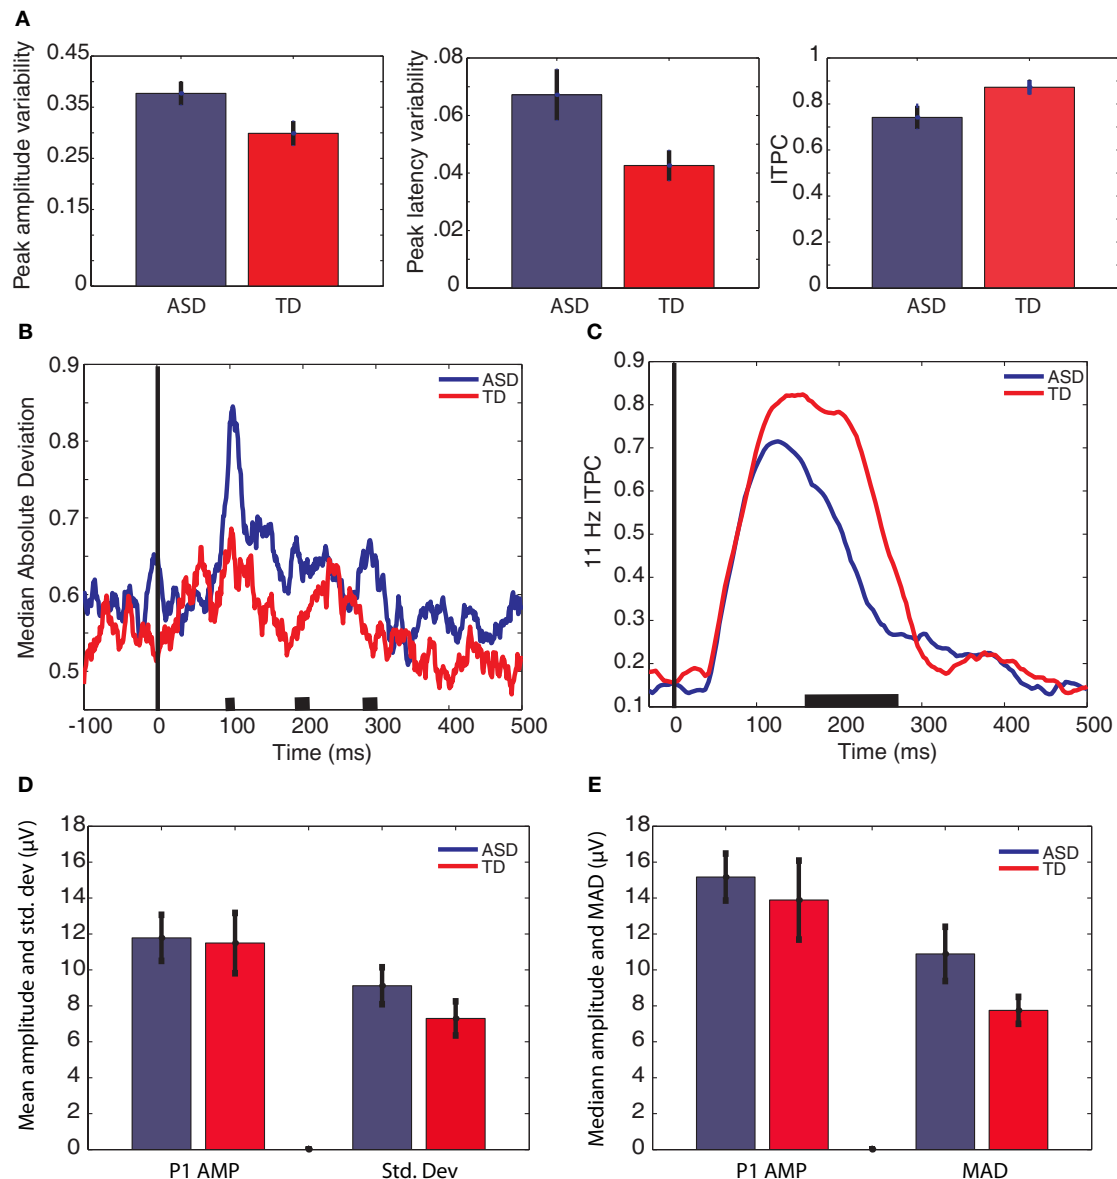 A
Peak amplitude variability
0.45
0.35
0.25
0.15
0
ASD TD
Peak latency variability
.08
.06
.04
.02
.0
ASD TD
ITPC
1
0.8
0.6
0.4
0.2
0
ASD TD
B
Median Absolute Deviation
0.9
0.8
0.7
0.6
0.5
-100 0 100 200 300 400 500
Time (ms)
ASD
TD
C
11 Hz ITPC
0.9
0.8
0.7
0.6
0.5
0.4
0.3
0.2
0.1
0 100 200 300 400 500
Time (ms)
ASD
TD
D
Mean amplitude and std. dev (µV)
18
16
14
12
10
8
6
4
2
0
P1 AMP Std. Dev
ASD
TD
E
Mediann amplitude and MAD (µV)
18
16
14
12
10
8
6
4
2
0
P1 AMP MAD
ASD
TD